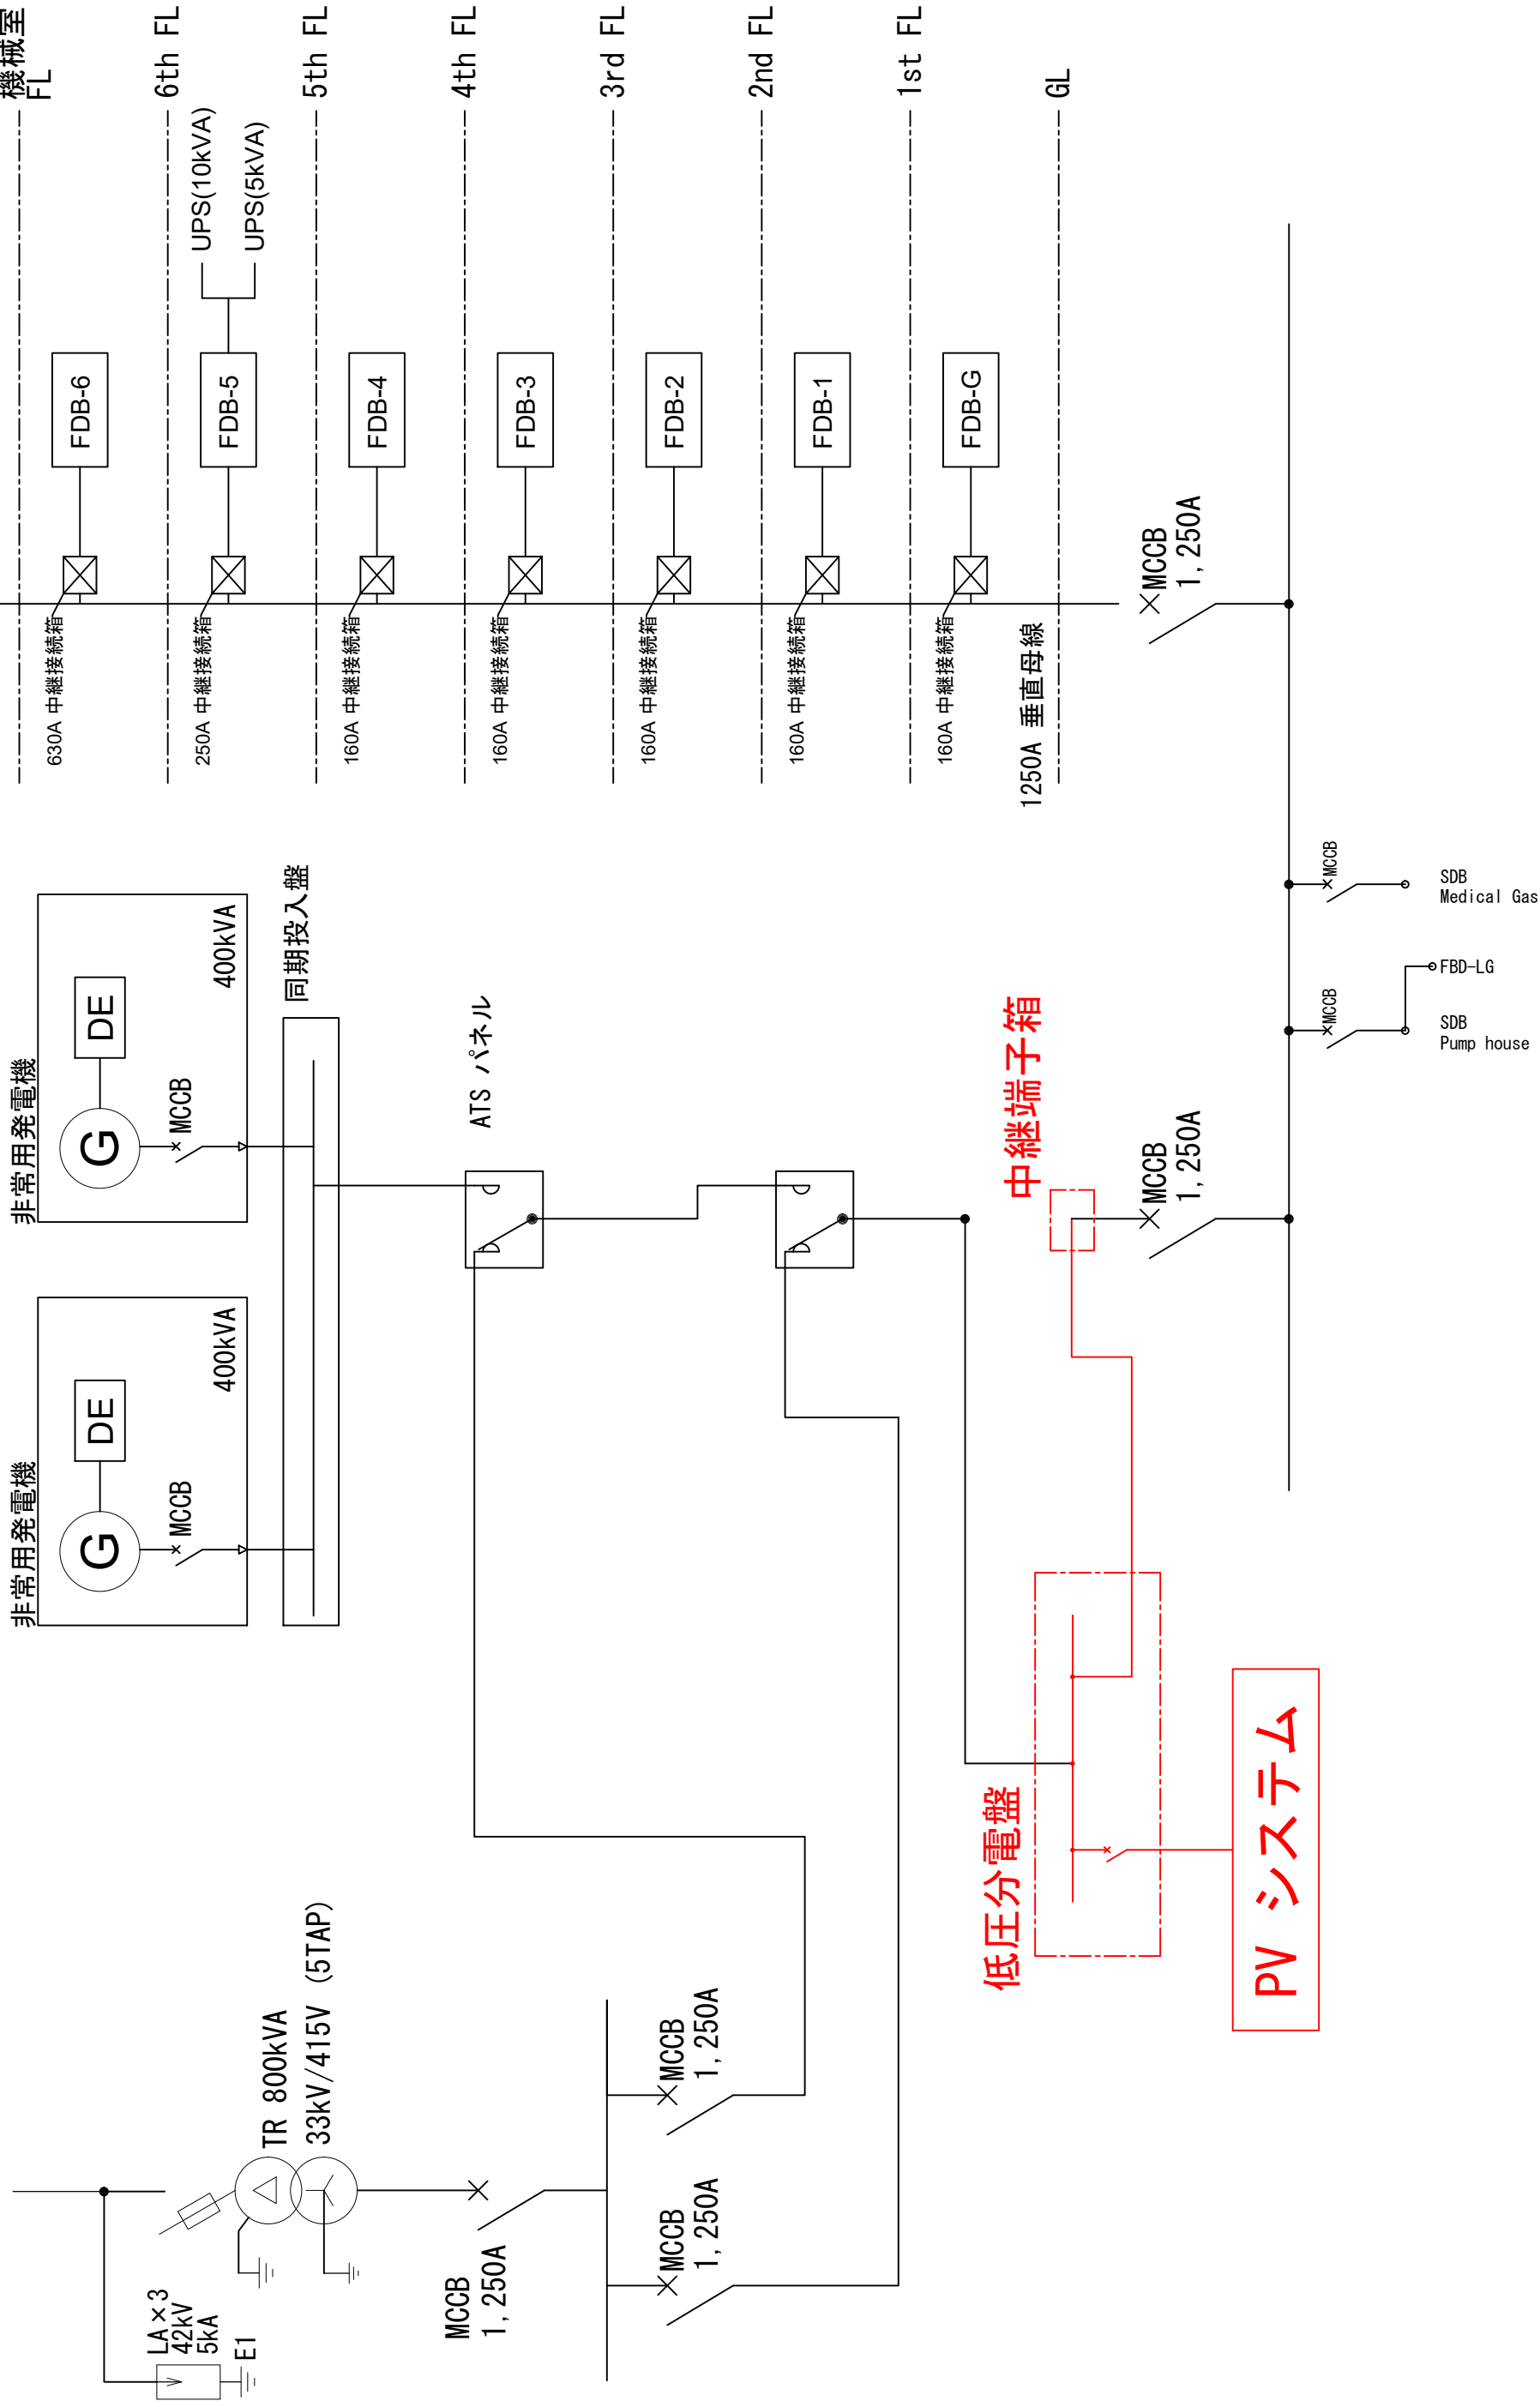 機械室
FL
6th FL
5th FL
4th FL
3rd FL
2nd FL
1st FL
GL
UPS(10kVA)
UPS(5kVA)
FDB-6
FDB-5
FDB-4
FDB-3
FDB-2
FDB-1
FDB-G
630A 中継接続箱
250A 中継接続箱
160A 中継接続箱
160A 中継接続箱
160A 中継接続箱
160A 中継接続箱
160A 中継接続箱
1250A 垂直母線
MCCB
1,250A
非常用発電機
DE
G
MCCB
400kVA
非常用発電機
DE
G
MCCB
400kVA
同期投入盤
ATS パネル
中継端子箱
MCCB
1,250A
MCCB
SDB
Medical Gas
MCCB
FBD-LG
SDB
Pump house
低圧分電盤
PV システム
TR 800kVA
33kV/415V (5TAP)
LA×3
42kV
5kA
E1
MCCB
1,250A
MCCB
1,250A
MCCB
1,250A